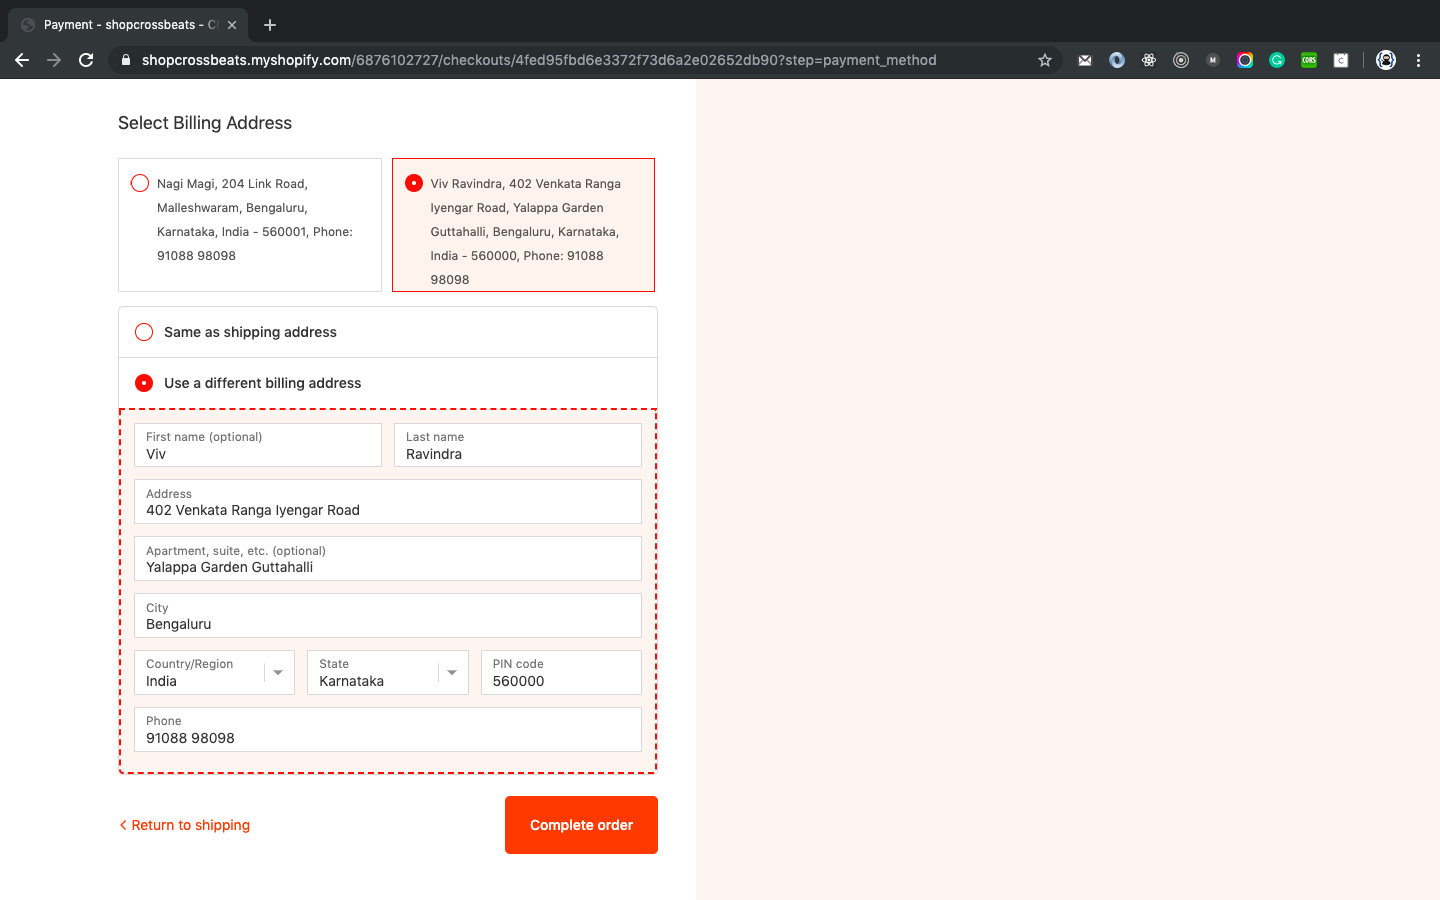 Payment - shopcrossbeats - C
shopcrossbeats.myshopify.com/6876102727/checkouts/4fed95fbd6e3372f73d6a2e02652db90?step=payment_method
M
G
CORS
C
Select Billing Address
Nagi Magi, 204 Link Road,
Malleshwaram, Bengaluru,
Karnataka, India - 560001, Phone:
91088 98098
Viv Ravindra, 402 Venkata Ranga
Iyengar Road, Yalappa Garden
Guttahalli, Bengaluru, Karnataka,
India - 560000, Phone: 91088
98098
Same as shipping address
Use a different billing address
First name (optional)
Viv
Last name
Ravindra
Address
402 Venkata Ranga Iyengar Road
Apartment, suite, etc. (optional)
Yalappa Garden Guttahalli
City
Bengaluru
Country/Region
India
State
Karnataka
PIN code
560000
Phone
91088 98098
Return to shipping
Complete order